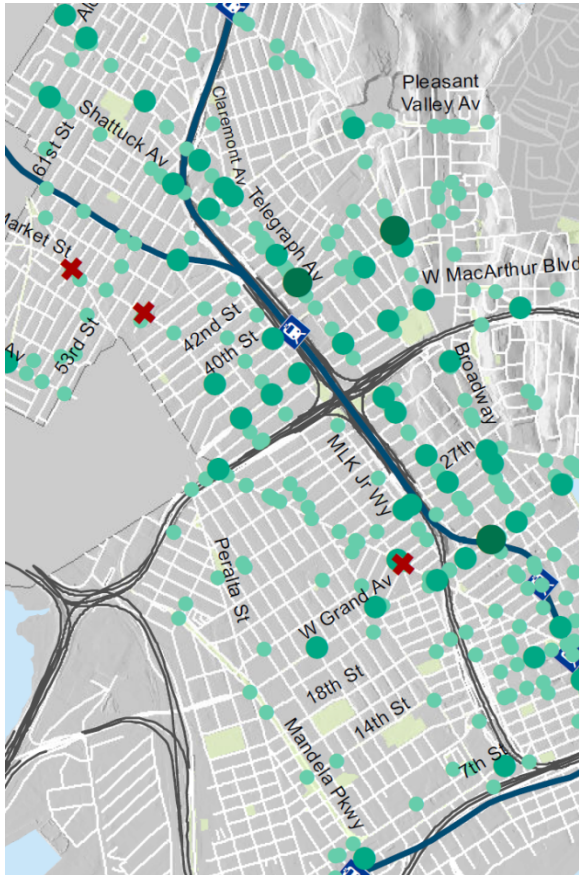 Pleasant
Valley Av
Claremont Av
Shattuck Av
61st St
Telegraph Av
Market St
W MacArthur Blvd
42nd St
53rd St
40th St
Av
Broadway
27th
MLK Jr Wy
Peralta St
W Grand Av
18th St
14th St
7th St
Mandela Pkwy